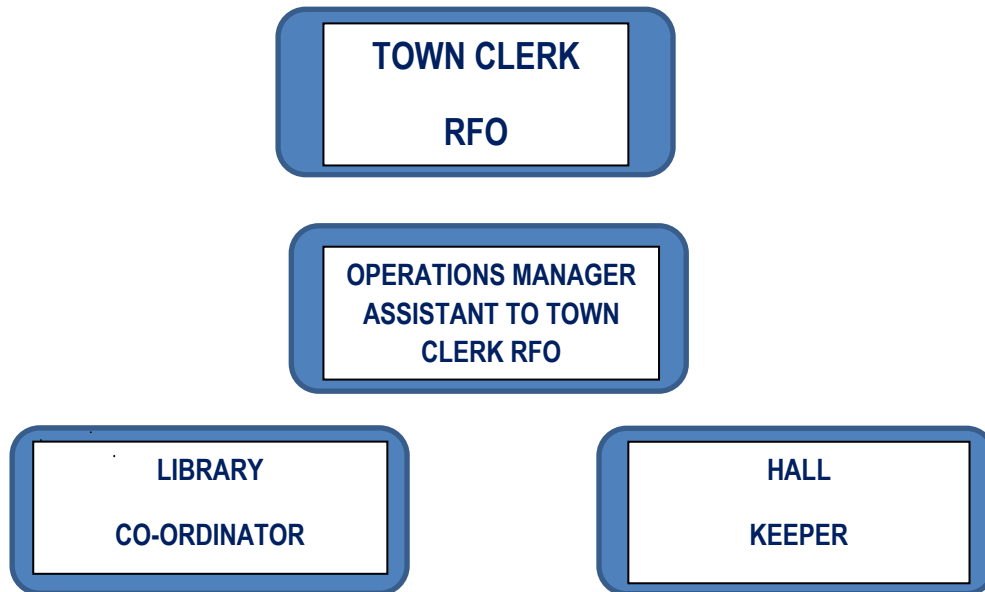 TOWN CLERK
RFO
OPERATIONS MANAGER
ASSISTANT TO TOWN
CLERK RFO
LIBRARY
CO-ORDINATOR
HALL
KEEPER